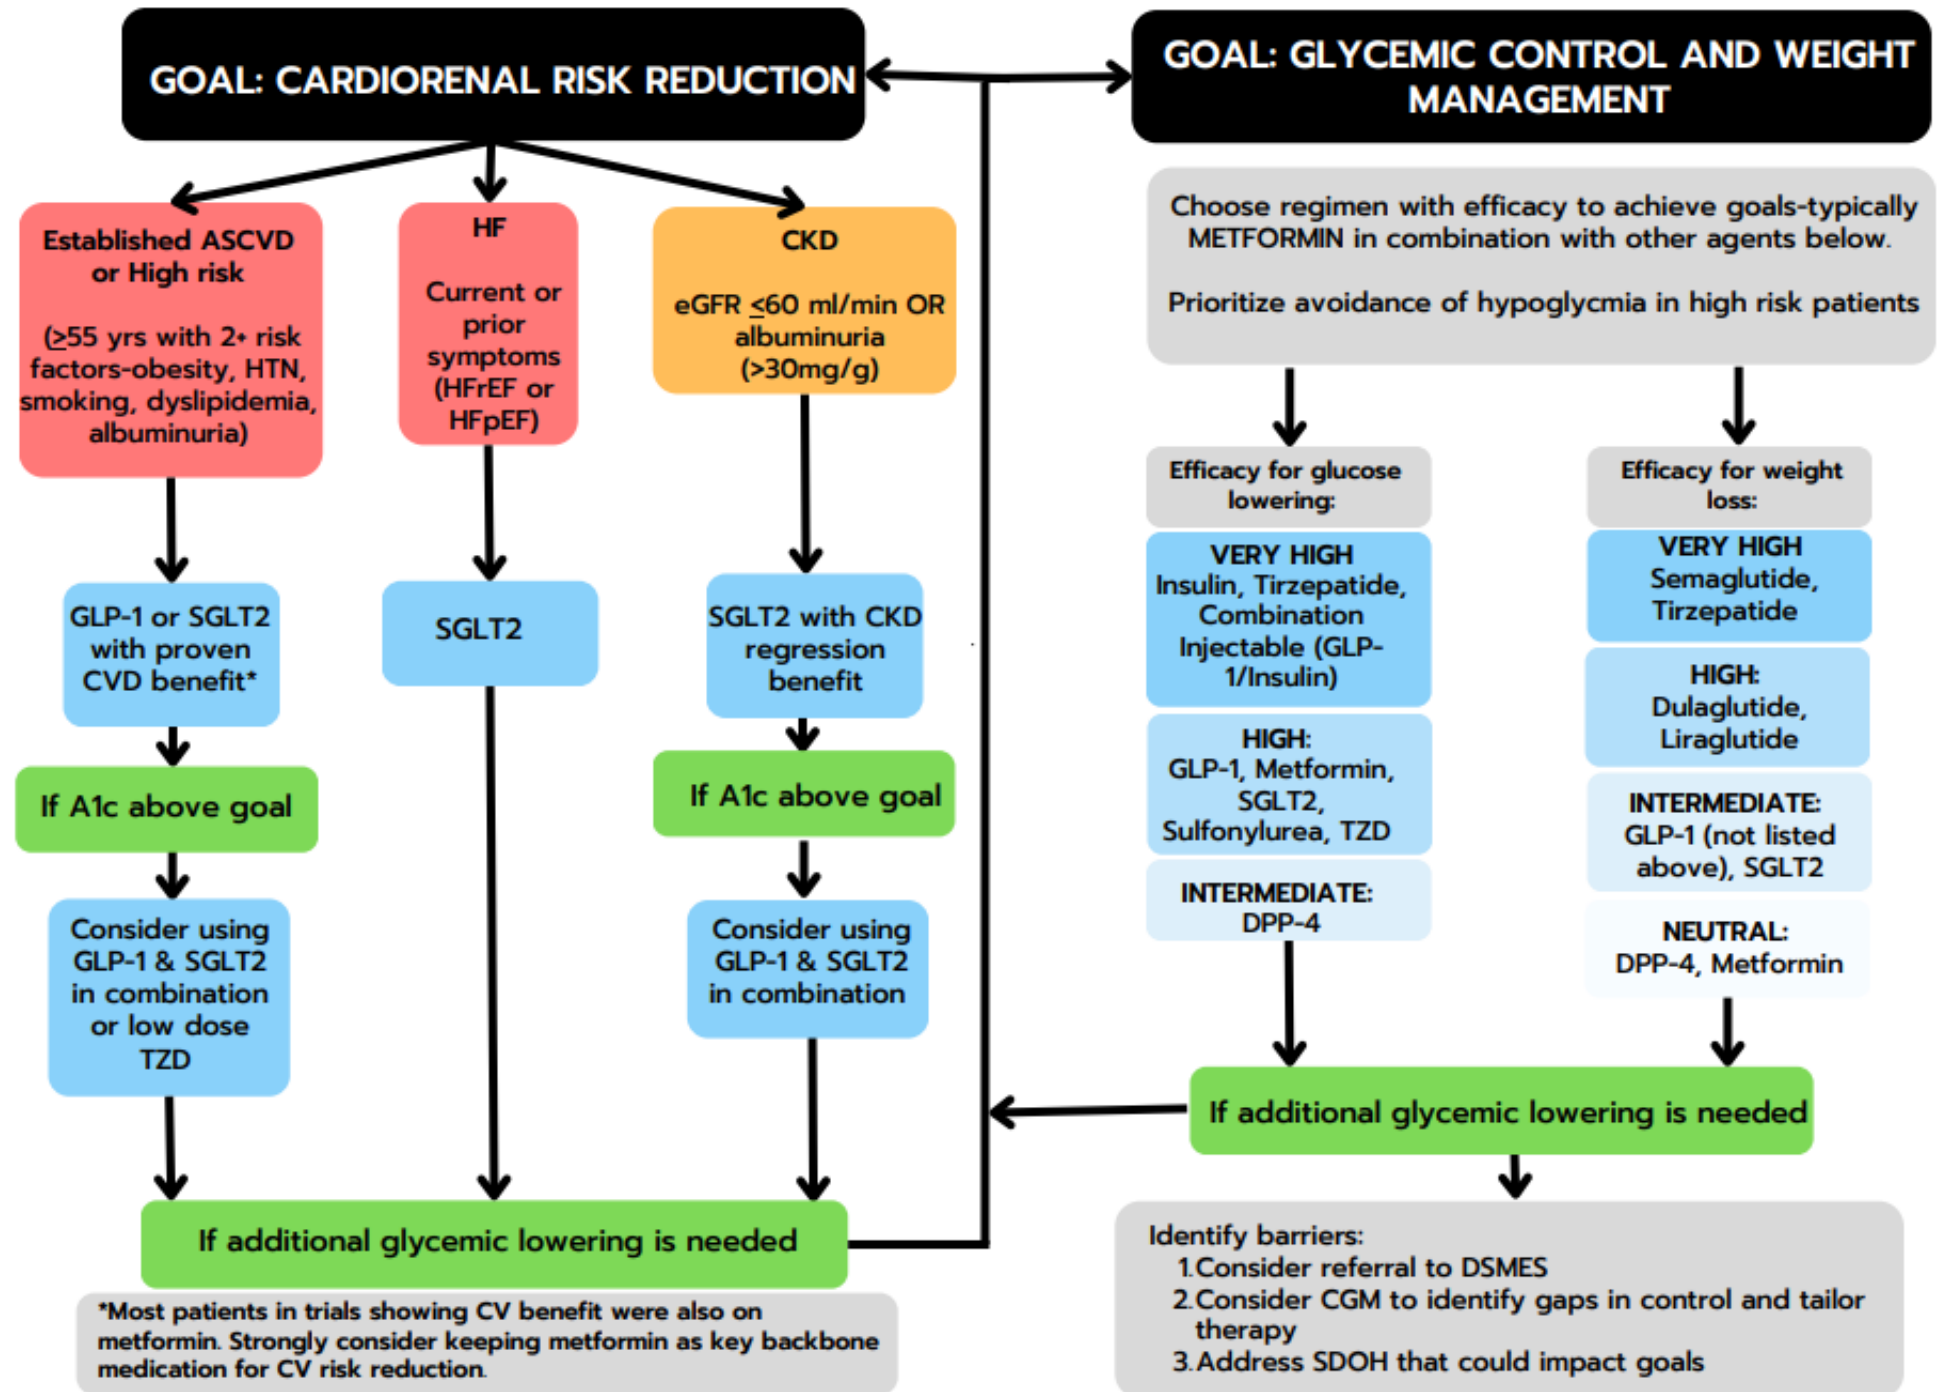 GOAL: CARDIORENAL RISK REDUCTION
GOAL: GLYCEMIC CONTROL AND WEIGHT
MANAGEMENT
Established ASCVD
or High risk
(≥55 yrs with 2+ risk
factors-obesity, HTN,
smoking, dyslipidemia,
albuminuria)
HF
Current or
prior
symptoms
(HFrEF or
HFpEF)
CKD
eGFR ≤60 ml/min OR
albuminuria
(>30mg/g)
GLP-1 or SGLT2
with proven
CVD benefit*
SGLT2
SGLT2 with CKD
regression
benefit
If A1c above goal
If A1c above goal
Consider using
GLP-1 & SGLT2
in combination
or low dose
TZD
Consider using
GLP-1 & SGLT2
in combination
If additional glycemic lowering is needed
*Most patients in trials showing CV benefit were also on
metformin. Strongly consider keeping metformin as key backbone
medication for CV risk reduction.
Choose regimen with efficacy to achieve goals-typically
METFORMIN in combination with other agents below.
Prioritize avoidance of hypoglycmia in high risk patients
Efficacy for glucose
lowering:
VERY HIGH
Insulin, Tirzepatide,
Combination
Injectable (GLP-
1/Insulin)
HIGH:
GLP-1, Metformin,
SGLT2,
Sulfonylurea, TZD
INTERMEDIATE:
DPP-4
Efficacy for weight
loss:
VERY HIGH
Semaglutide,
Tirzepatide
HIGH:
Dulaglutide,
Liraglutide
INTERMEDIATE:
GLP-1 (not listed
above), SGLT2
NEUTRAL:
DPP-4, Metformin
If additional glycemic lowering is needed
Identify barriers:
1.Consider referral to DSMES
2.Consider CGM to identify gaps in control and tailor
therapy
3.Address SDOH that could impact goals